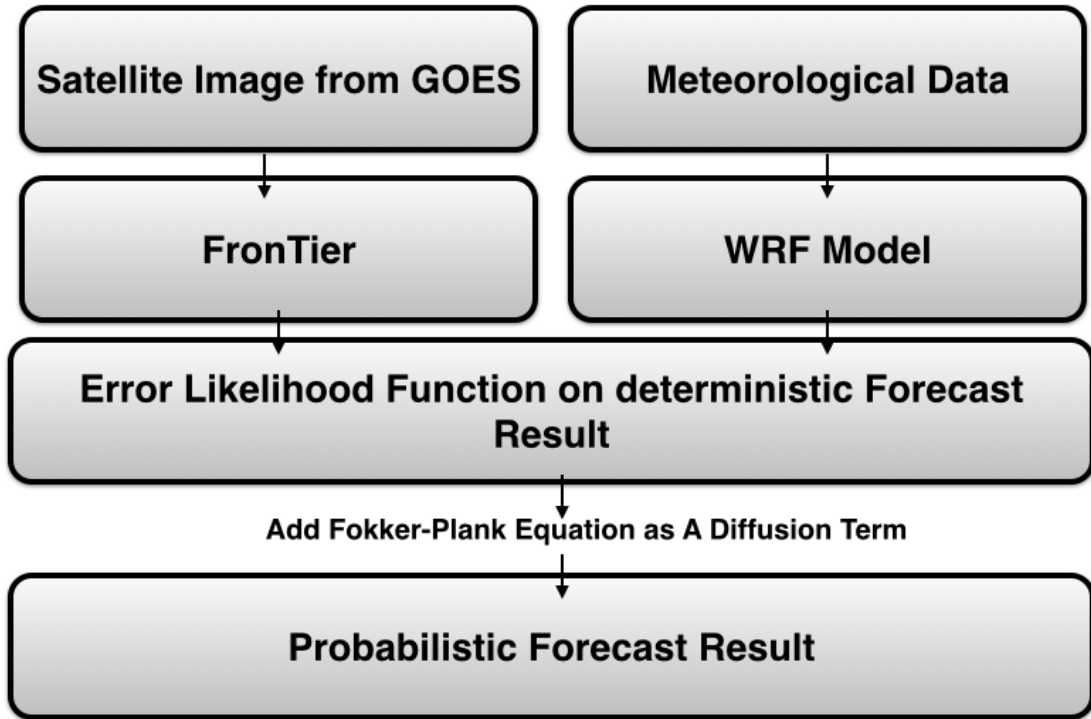 Satellite Image from GOES
Meteorological Data
FronTier
WRF Model
Error Likelihood Function on deterministic Forecast
Result
Add Fokker-Plank Equation as A Diffusion Term
Probabilistic Forecast Result